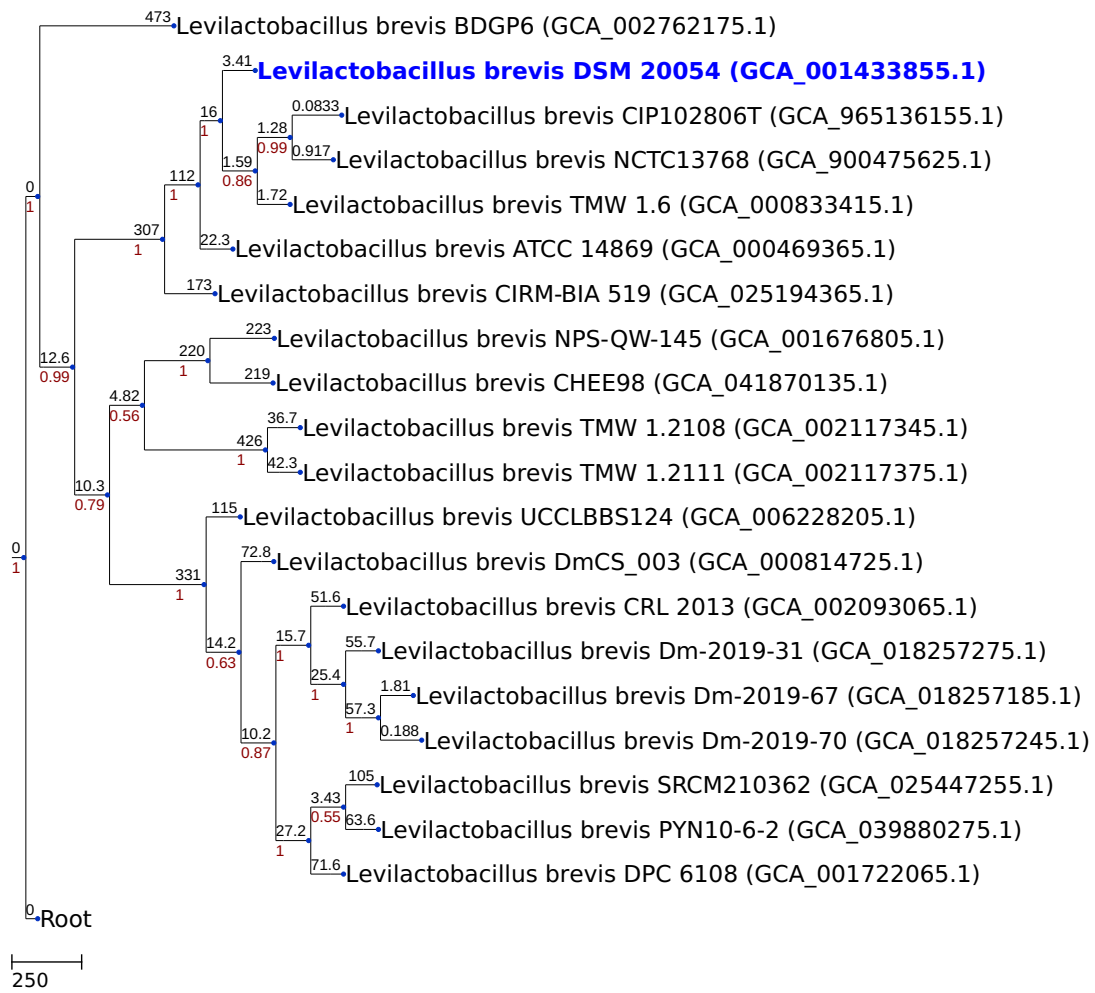 473
Levilactobacillus brevis BDGP6 (GCA_002762175.1)
3.41
Levilactobacillus brevis DSM 20054 (GCA_001433855.1)
16
1
0.0833
Levilactobacillus brevis CIP102806T (GCA_965136155.1)
1.28
0.99
0.917
Levilactobacillus brevis NCTC13768 (GCA_900475625.1)
1.59
0.86
112
1
0
1
1.72
Levilactobacillus brevis TMW 1.6 (GCA_000833415.1)
307
1
22.3
Levilactobacillus brevis ATCC 14869 (GCA_000469365.1)
173
Levilactobacillus brevis CIRM-BIA 519 (GCA_025194365.1)
223
Levilactobacillus brevis NPS-QW-145 (GCA_001676805.1)
12.6
0.99
220
1
219
Levilactobacillus brevis CHEE98 (GCA_041870135.1)
4.82
0.56
36.7
Levilactobacillus brevis TMW 1.2108 (GCA_002117345.1)
426
1
42.3
Levilactobacillus brevis TMW 1.2111 (GCA_002117375.1)
10.3
0.79
115
Levilactobacillus brevis UCCLBBS124 (GCA_006228205.1)
0
1
72.8
Levilactobacillus brevis DmCS_003 (GCA_000814725.1)
331
1
51.6
Levilactobacillus brevis CRL 2013 (GCA_002093065.1)
14.2
0.63
15.7
1
55.7
Levilactobacillus brevis Dm-2019-31 (GCA_018257275.1)
25.4
1
1.81
Levilactobacillus brevis Dm-2019-67 (GCA_018257185.1)
57.3
1
10.2
0.87
0.188
Levilactobacillus brevis Dm-2019-70 (GCA_018257245.1)
105
Levilactobacillus brevis SRCM210362 (GCA_025447255.1)
3.43
0.55
63.6
Levilactobacillus brevis PYN10-6-2 (GCA_039880275.1)
27.2
1
71.6
Levilactobacillus brevis DPC 6108 (GCA_001722065.1)
0
Root
250